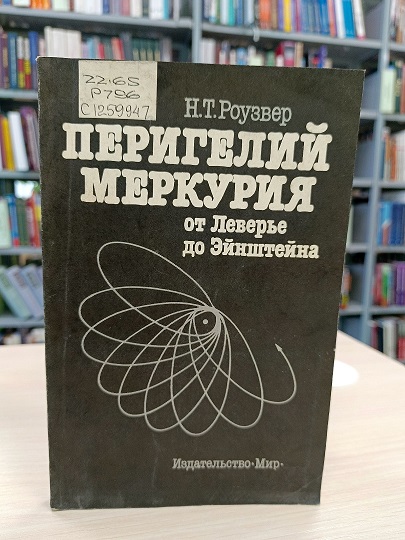 22.65
Р796
С1259947
Н.Т. Роузвер
ПЕРИГЕЛИЙ
МЕРКУРИЯ
от Леверье
до Эйнштейна
Издательство·Мир·